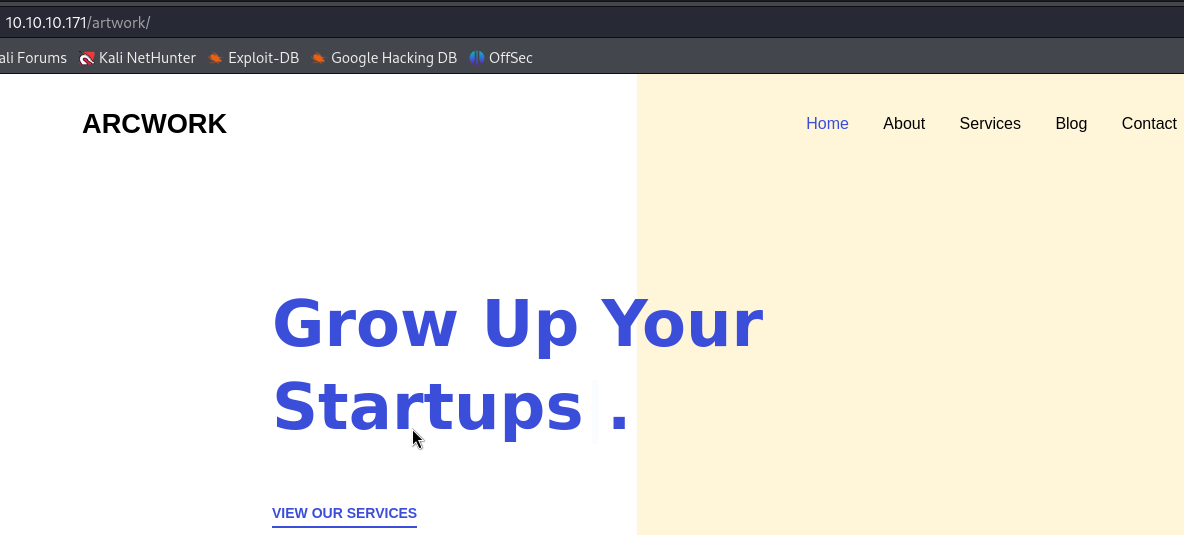 10.10.10.171/artwork/
ali Forums Kali NetHunter Exploit-DB Google Hacking DB OffSec
ARCWORK Home About Services Blog Contact
Grow Up Your
Startups .
VIEW OUR SERVICES